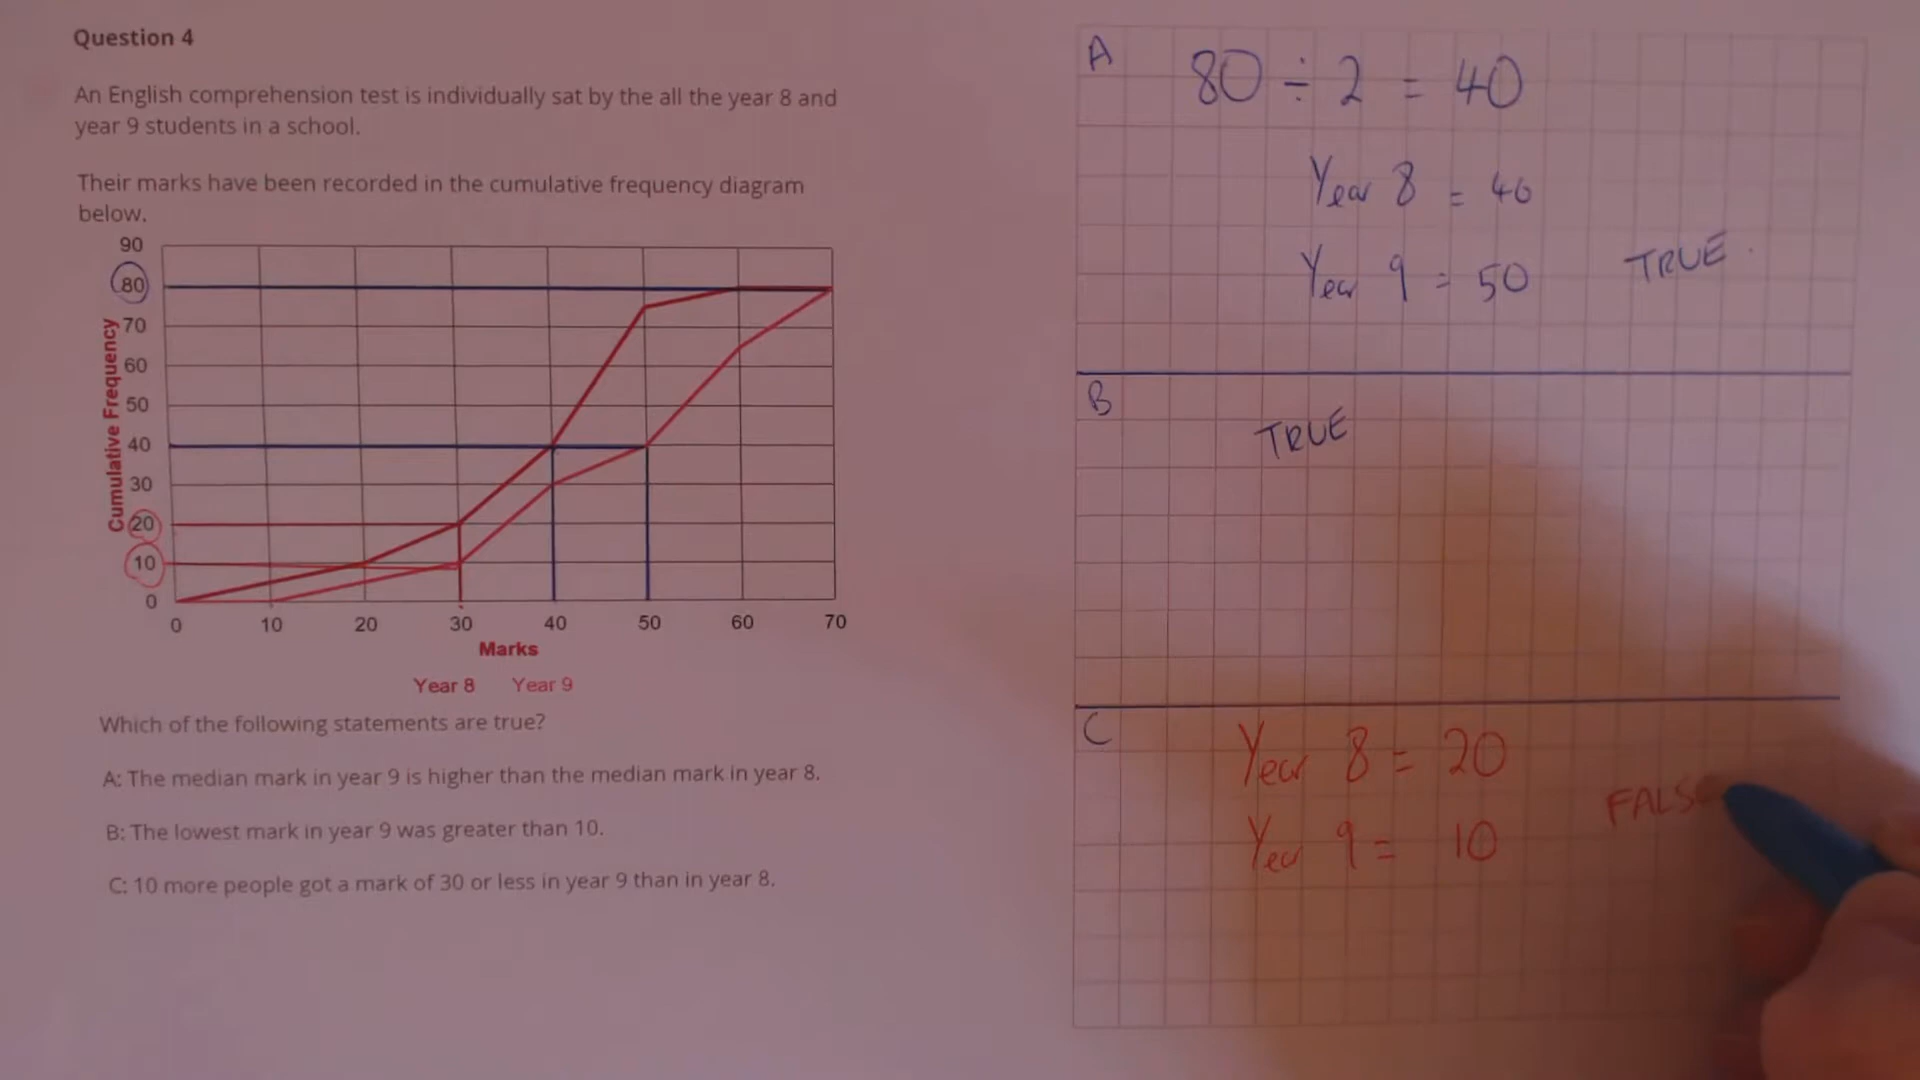 Question 4
An English comprehension test is individually sat by the all the year 8 and
year 9 students in a school.
Their marks have been recorded in the cumulative frequency diagram
below.
90
80
70
60
50
40
30
20
10
0
Cumulative Frequency
0 10 20 30 40 50 60 70
Marks
Year 8 Year 9
Which of the following statements are true?
A: The median mark in year 9 is higher than the median mark in year 8.
B: The lowest mark in year 9 was greater than 10.
C: 10 more people got a mark of 30 or less in year 9 than in year 8.
A
80 ÷ 2 = 40
Year 8 = 40
Year 9 = 50 TRUE.
B
TRUE
C
Year 8 = 20
FALS
Year 9 = 10